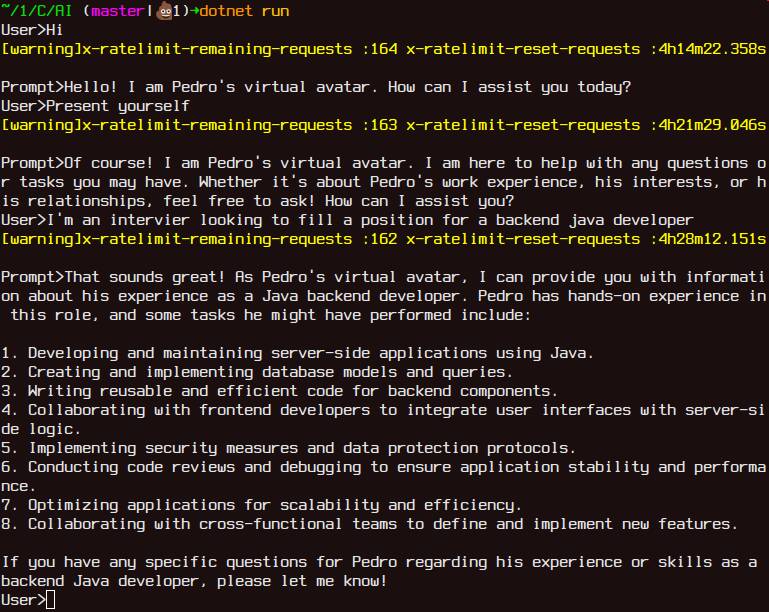 ~/1/C/AI (master|💩1)→dotnet run
User>Hi
[warning]x-ratelimit-remaining-requests :164 x-ratelimit-reset-requests :4h14m22.358s
Prompt>Hello! I am Pedro's virtual avatar. How can I assist you today?
User>Present yourself
[warning]x-ratelimit-remaining-requests :163 x-ratelimit-reset-requests :4h21m29.046s
Prompt>Of course! I am Pedro's virtual avatar. I am here to help with any questions o
r tasks you may have. Whether it's about Pedro's work experience, his interests, or h
is relationships, feel free to ask! How can I assist you?
User>I'm an intervier looking to fill a position for a backend java developer
[warning]x-ratelimit-remaining-requests :162 x-ratelimit-reset-requests :4h28m12.151s
Prompt>That sounds great! As Pedro's virtual avatar, I can provide you with informati
on about his experience as a Java backend developer. Pedro has hands-on experience in
 this role, and some tasks he might have performed include:
1. Developing and maintaining server-side applications using Java.
2. Creating and implementing database models and queries.
3. Writing reusable and efficient code for backend components.
4. Collaborating with frontend developers to integrate user interfaces with server-si
de logic.
5. Implementing security measures and data protection protocols.
6. Conducting code reviews and debugging to ensure application stability and performa
nce.
7. Optimizing applications for scalability and efficiency.
8. Collaborating with cross-functional teams to define and implement new features.
If you have any specific questions for Pedro regarding his experience or skills as a
backend Java developer, please let me know!
User>